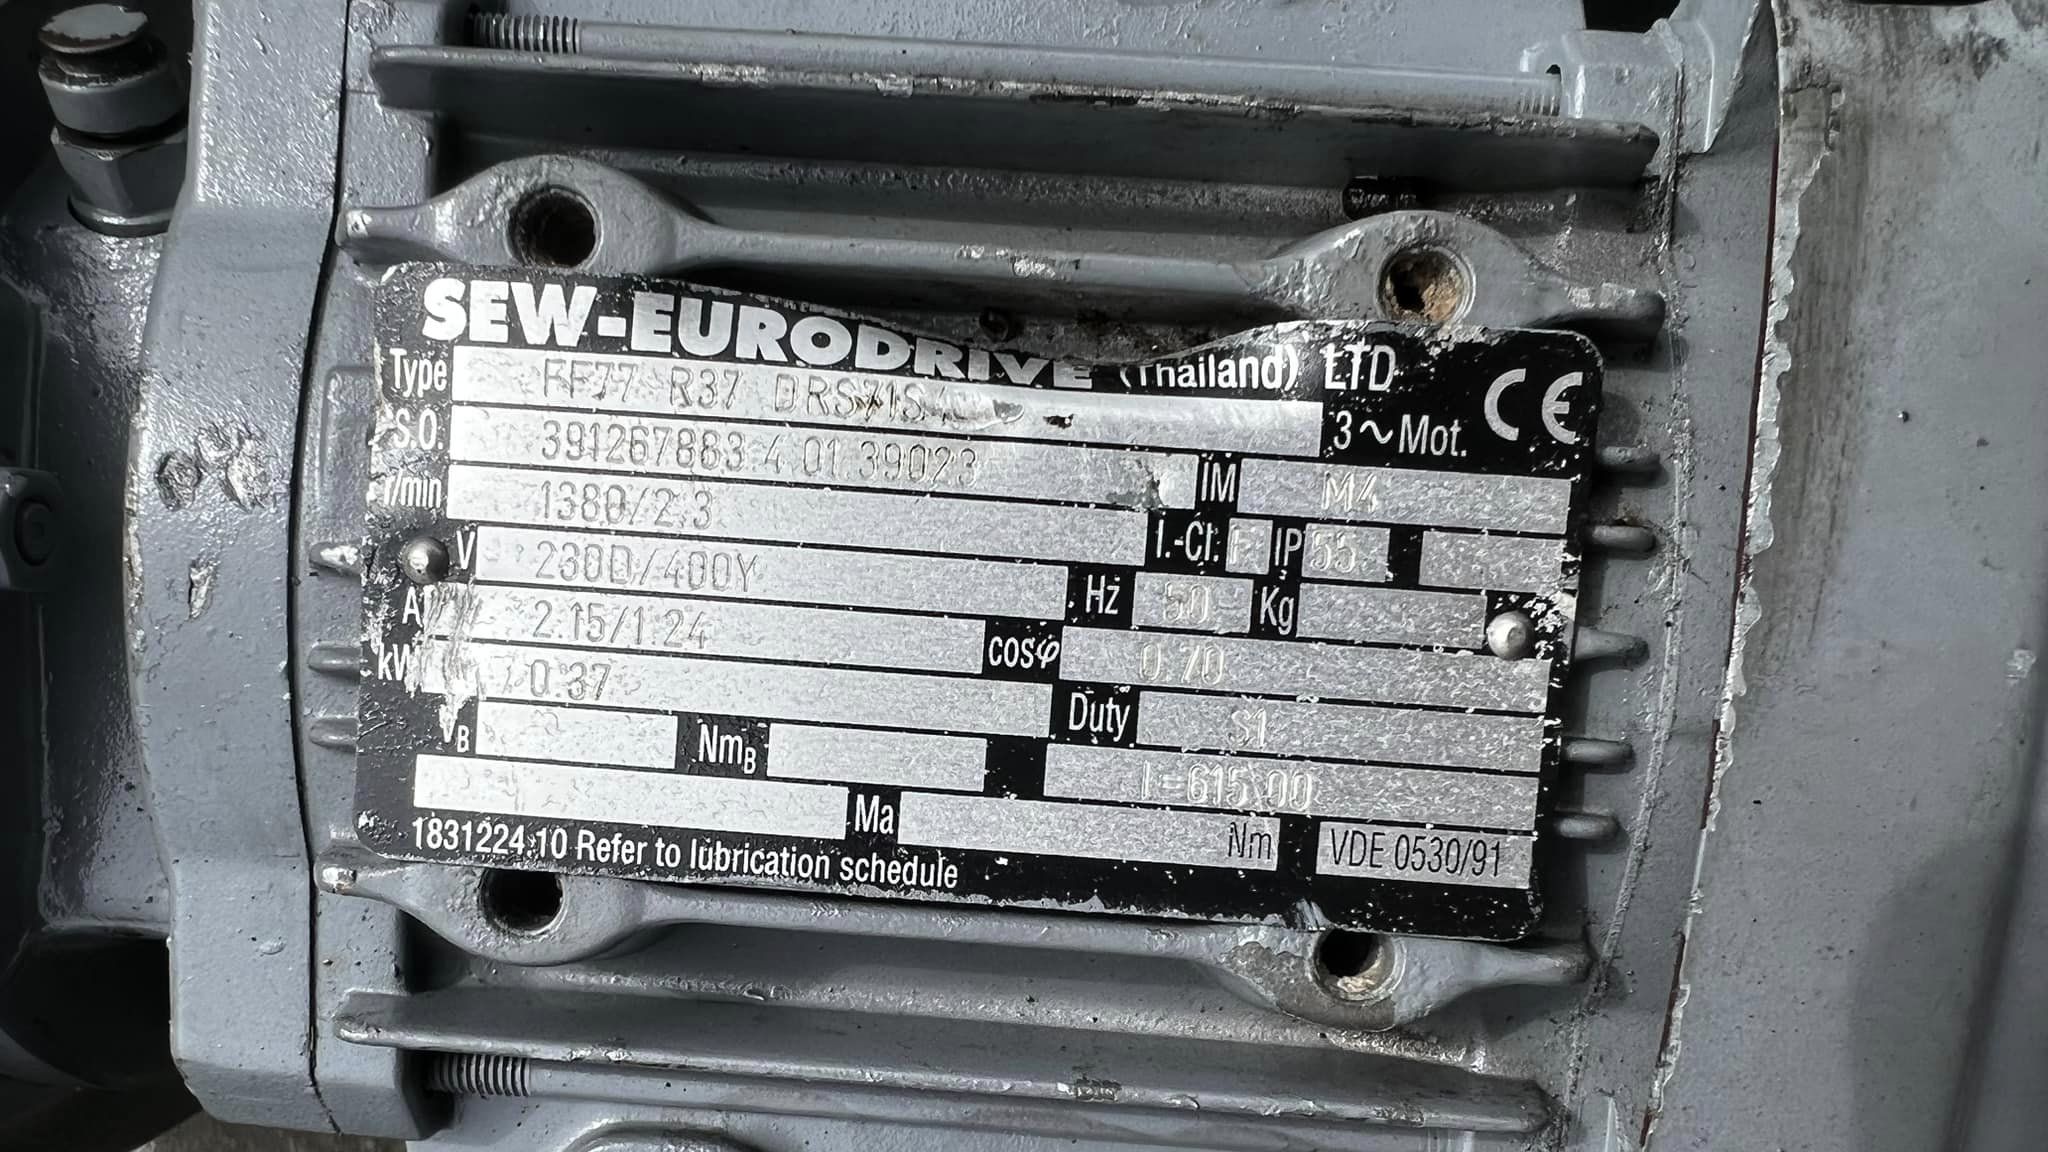 SEW-EURODRIVE (Thailand) LTD
Type FF77 R37 DRS71S4 3~Mot. CE
S.O. 391267883.4.01.39023 IM M4
r/min 1380/2.3 I.-Cl. F IP 55
V 230D/400Y Hz 50 Kg
A 2.15/1.24 cosφ 0.70
kW 0.37 Duty S1
VB NmB I=615.00
Ma Nm VDE 0530/91
1831224.10 Refer to lubrication schedule